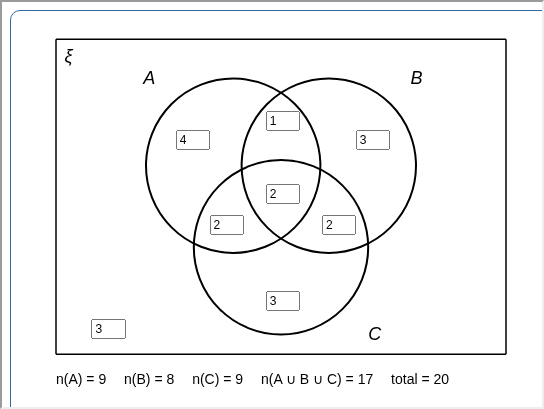 ξ
A B
1
4 3
2
2 2
3
3
C
n(A) = 9 n(B) = 8 n(C) = 9 n(A ∪ B ∪ C) = 17 total = 20